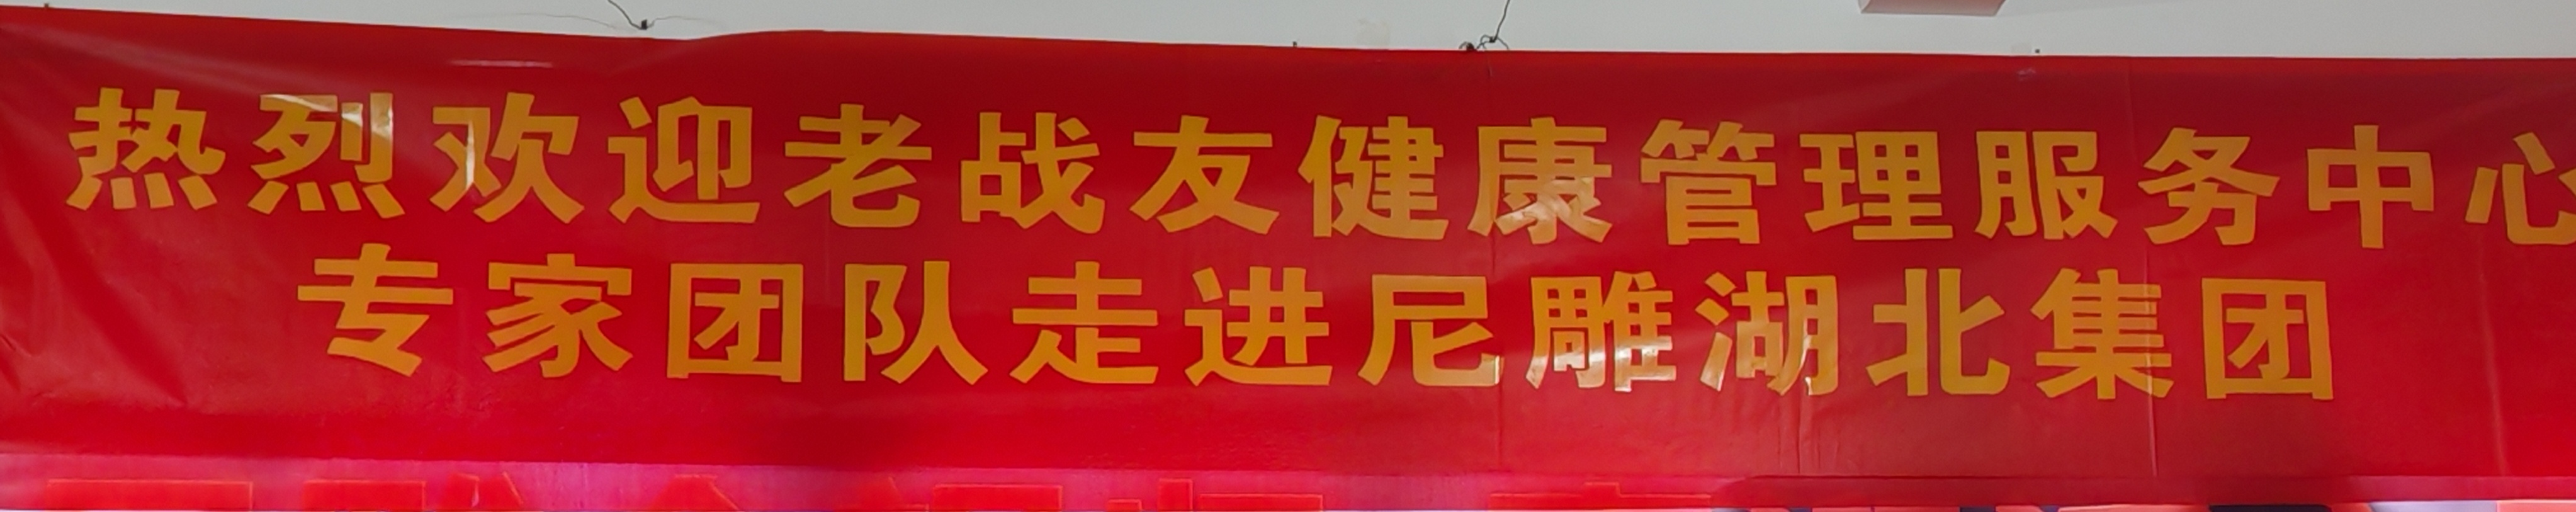 热烈欢迎老战友健康管理服务中心
专家团队走进尼雕湖北集团